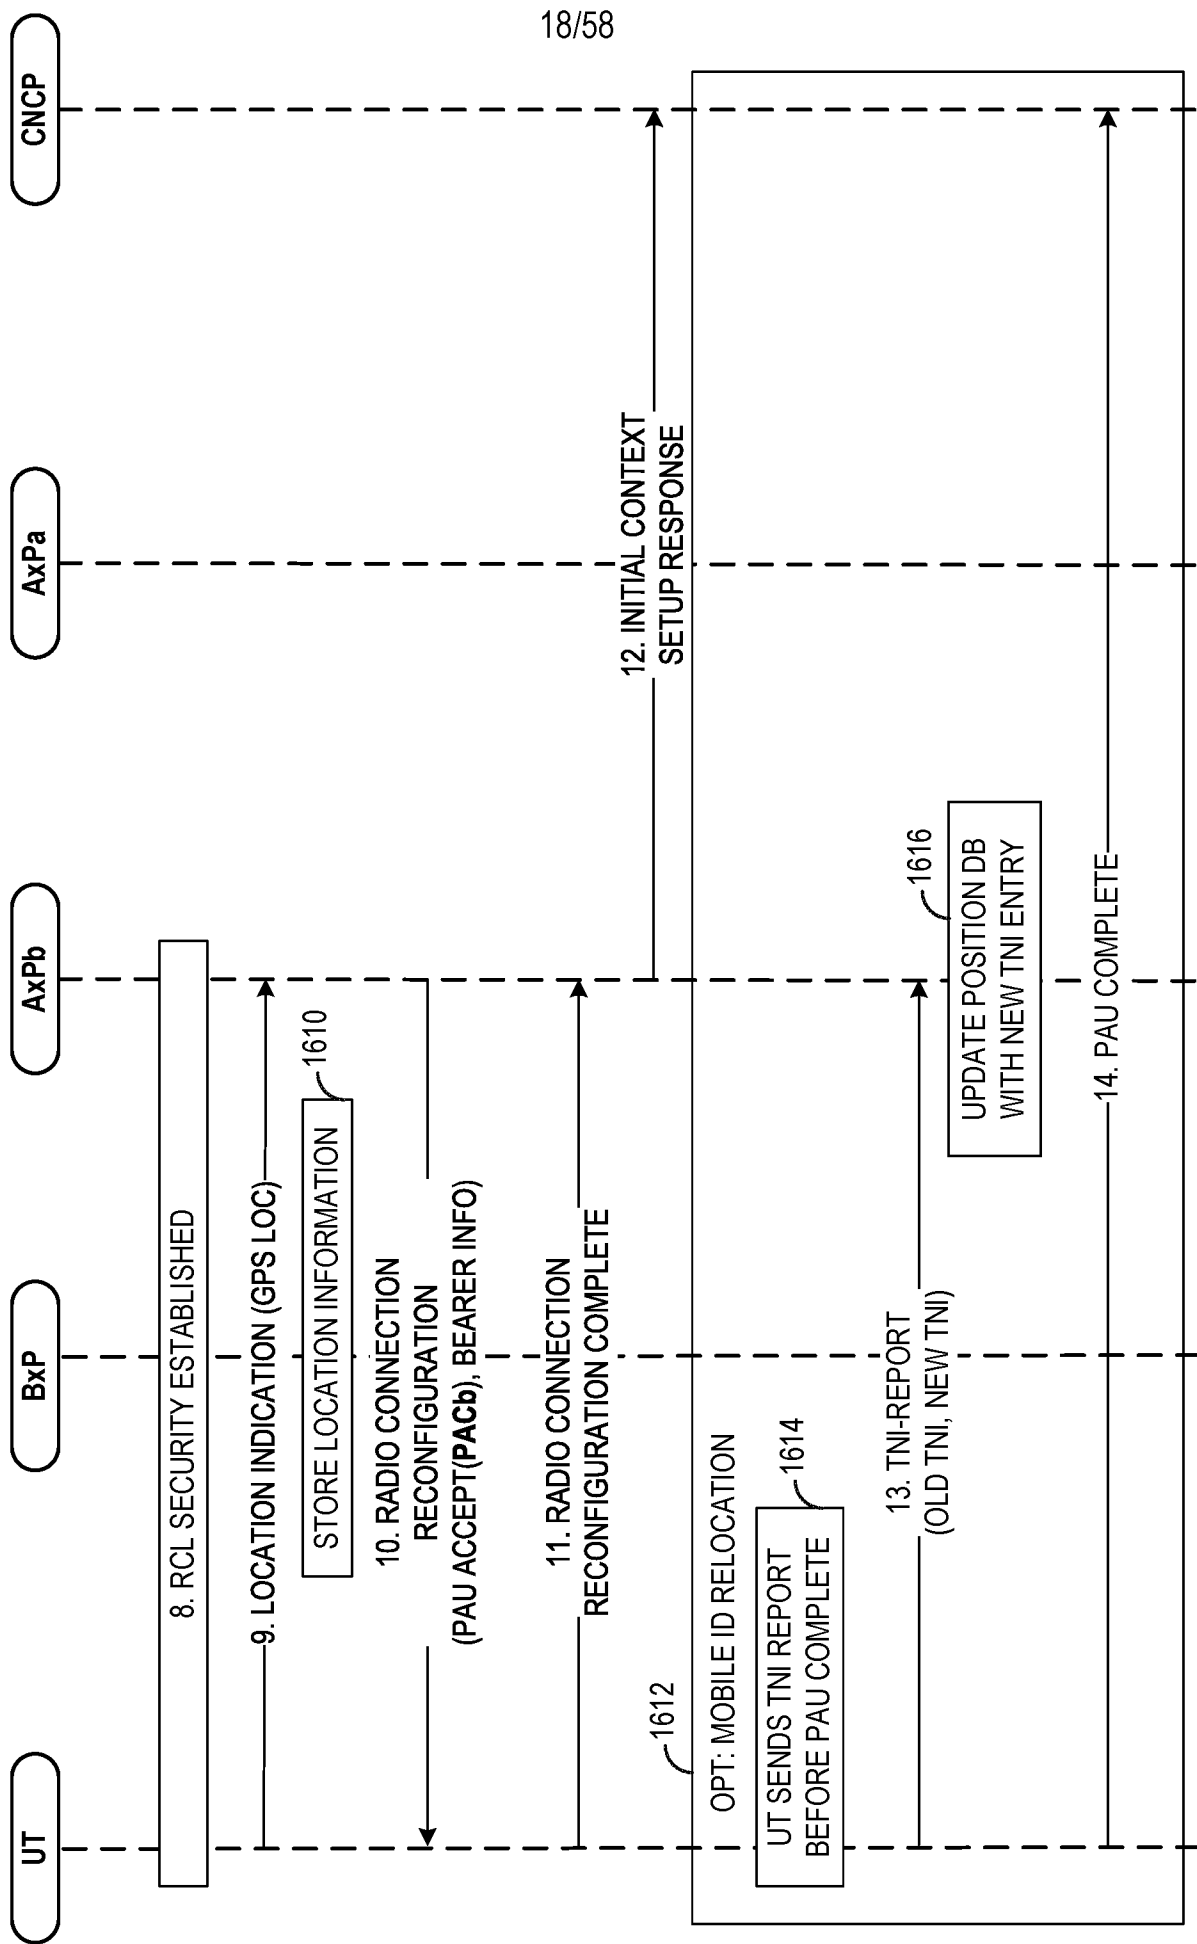 18/58
UT
BxP
AxPb
AxPa
CNCP
8. RCL SECURITY ESTABLISHED
9. LOCATION INDICATION (GPS LOC)
STORE LOCATION INFORMATION
1610
10. RADIO CONNECTION
RECONFIGURATION
(PAU ACCEPT(PACb), BEARER INFO)
11. RADIO CONNECTION
RECONFIGURATION COMPLETE
12. INITIAL CONTEXT
SETUP RESPONSE
1612
OPT: MOBILE ID RELOCATION
UT SENDS TNI REPORT
BEFORE PAU COMPLETE
1614
13. TNI-REPORT
(OLD TNI, NEW TNI)
UPDATE POSITION DB
WITH NEW TNI ENTRY
1616
14. PAU COMPLETE